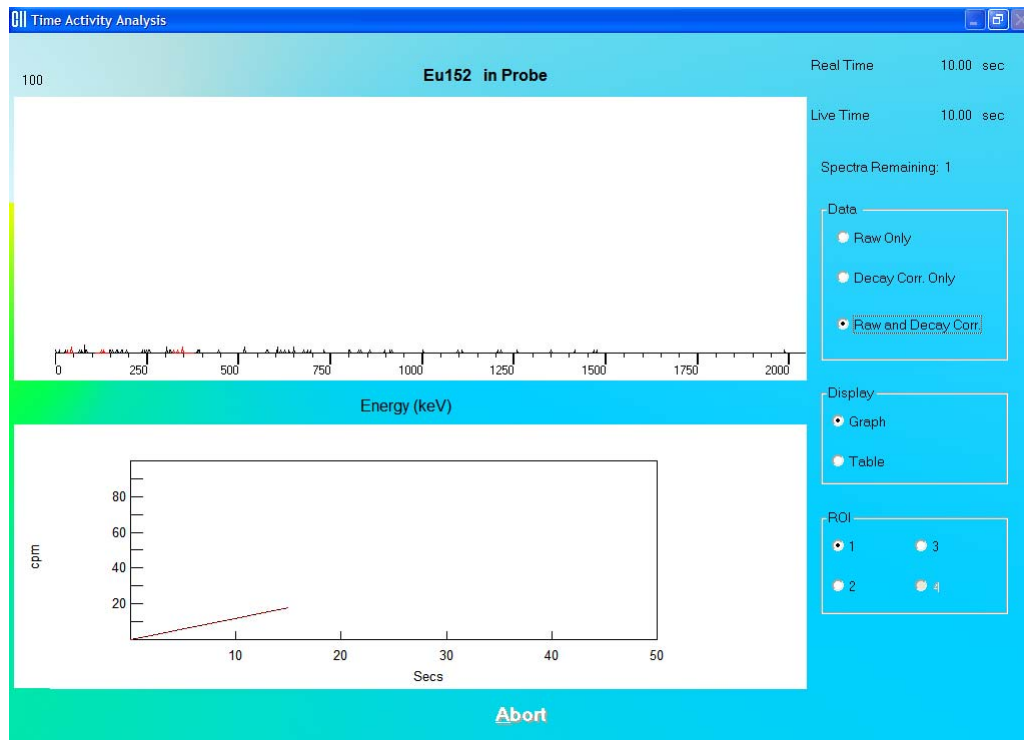 CII Time Activity Analysis
100
Eu152 in Probe
Real Time 10.00 sec
Live Time 10.00 sec
Spectra Remaining: 1
Data
Raw Only
Decay Corr. Only
Raw and Decay Corr.
0 250 500 750 1000 1250 1500 1750 2000
Energy (keV)
Display
Graph
Table
80
60
40
20
cpm
10 20 30 40 50
Secs
ROI
1 3
2 4
Abort